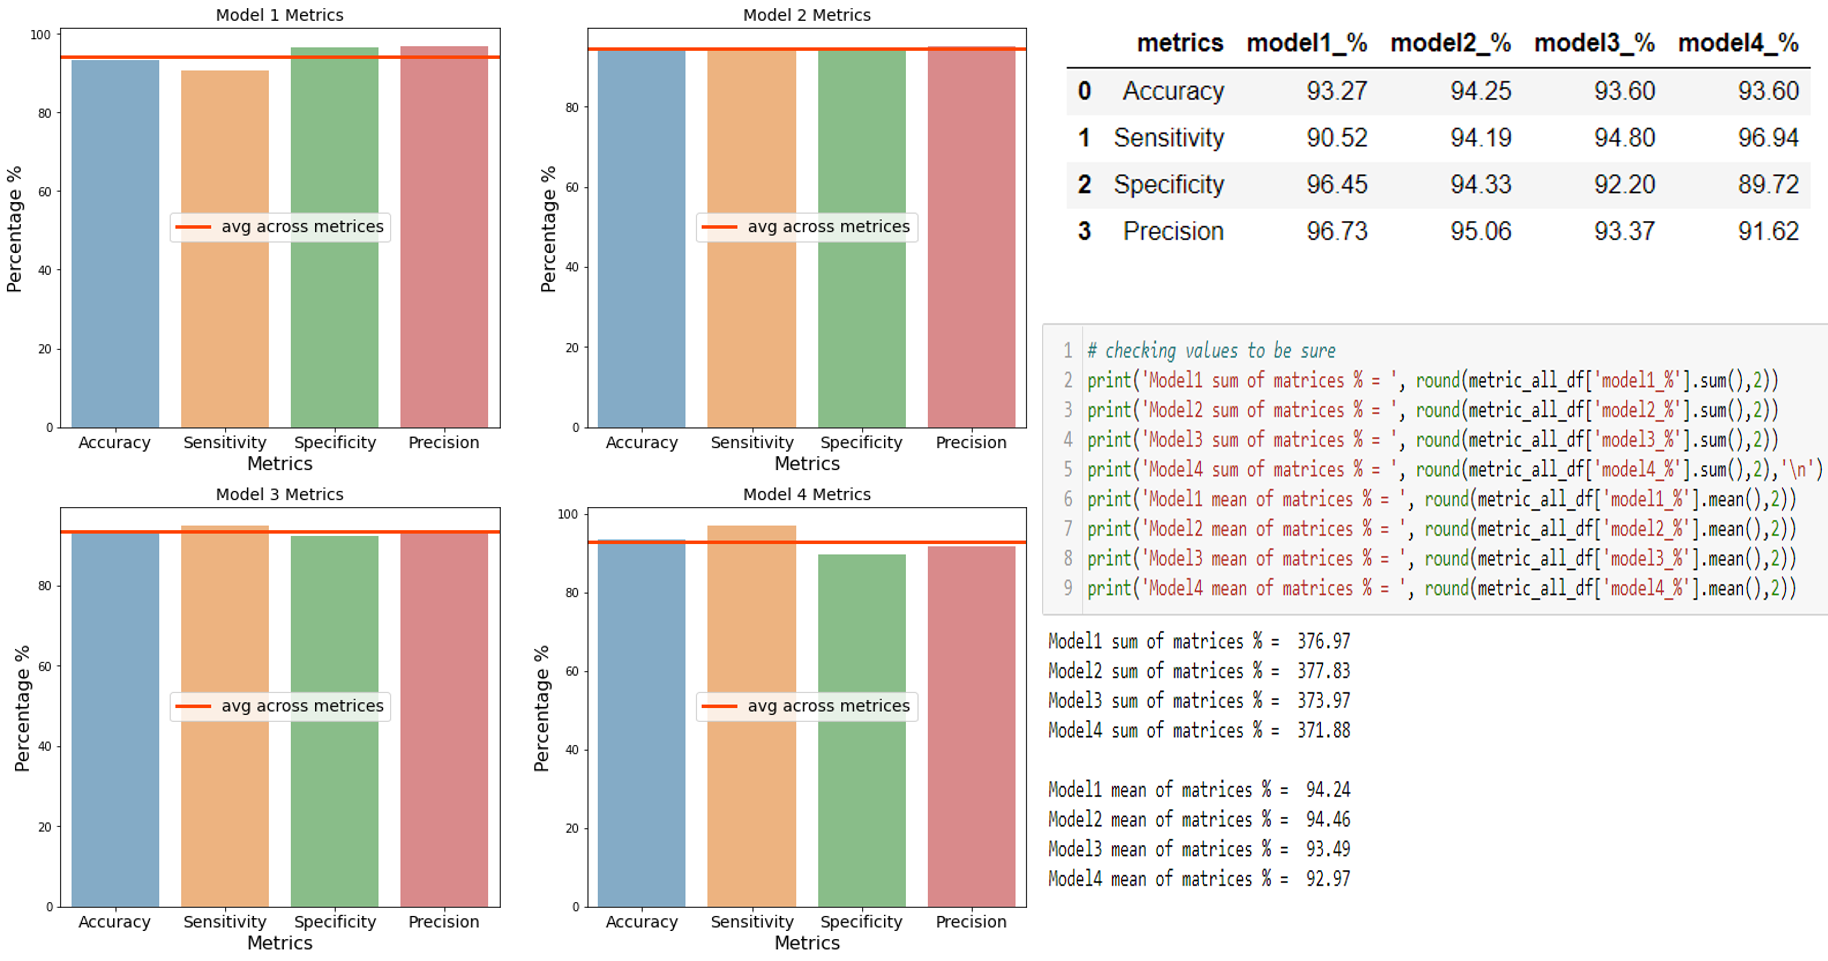 Model 1 Metrics
100
80
60
40
20
0
Percentage %
avg across metrices
Accuracy Sensitivity Specificity Precision
Metrics
Model 2 Metrics
80
60
40
20
0
Percentage %
avg across metrices
Accuracy Sensitivity Specificity Precision
Metrics
Model 3 Metrics
80
60
40
20
0
Percentage %
avg across metrices
Accuracy Sensitivity Specificity Precision
Metrics
Model 4 Metrics
100
80
60
40
20
0
Percentage %
avg across metrices
Accuracy Sensitivity Specificity Precision
Metrics
metrics model1_% model2_% model3_% model4_%
0 Accuracy 93.27 94.25 93.60 93.60
1 Sensitivity 90.52 94.19 94.80 96.94
2 Specificity 96.45 94.33 92.20 89.72
3 Precision 96.73 95.06 93.37 91.62
1 # checking values to be sure
2 print('Model1 sum of matrices % = ', round(metric_all_df['model1_%'].sum(),2))
3 print('Model2 sum of matrices % = ', round(metric_all_df['model2_%'].sum(),2))
4 print('Model3 sum of matrices % = ', round(metric_all_df['model3_%'].sum(),2))
5 print('Model4 sum of matrices % = ', round(metric_all_df['model4_%'].sum(),2),'\n')
6 print('Model1 mean of matrices % = ', round(metric_all_df['model1_%'].mean(),2))
7 print('Model2 mean of matrices % = ', round(metric_all_df['model2_%'].mean(),2))
8 print('Model3 mean of matrices % = ', round(metric_all_df['model3_%'].mean(),2))
9 print('Model4 mean of matrices % = ', round(metric_all_df['model4_%'].mean(),2))
Model1 sum of matrices % =  376.97
Model2 sum of matrices % =  377.83
Model3 sum of matrices % =  373.97
Model4 sum of matrices % =  371.88
Model1 mean of matrices % =  94.24
Model2 mean of matrices % =  94.46
Model3 mean of matrices % =  93.49
Model4 mean of matrices % =  92.97